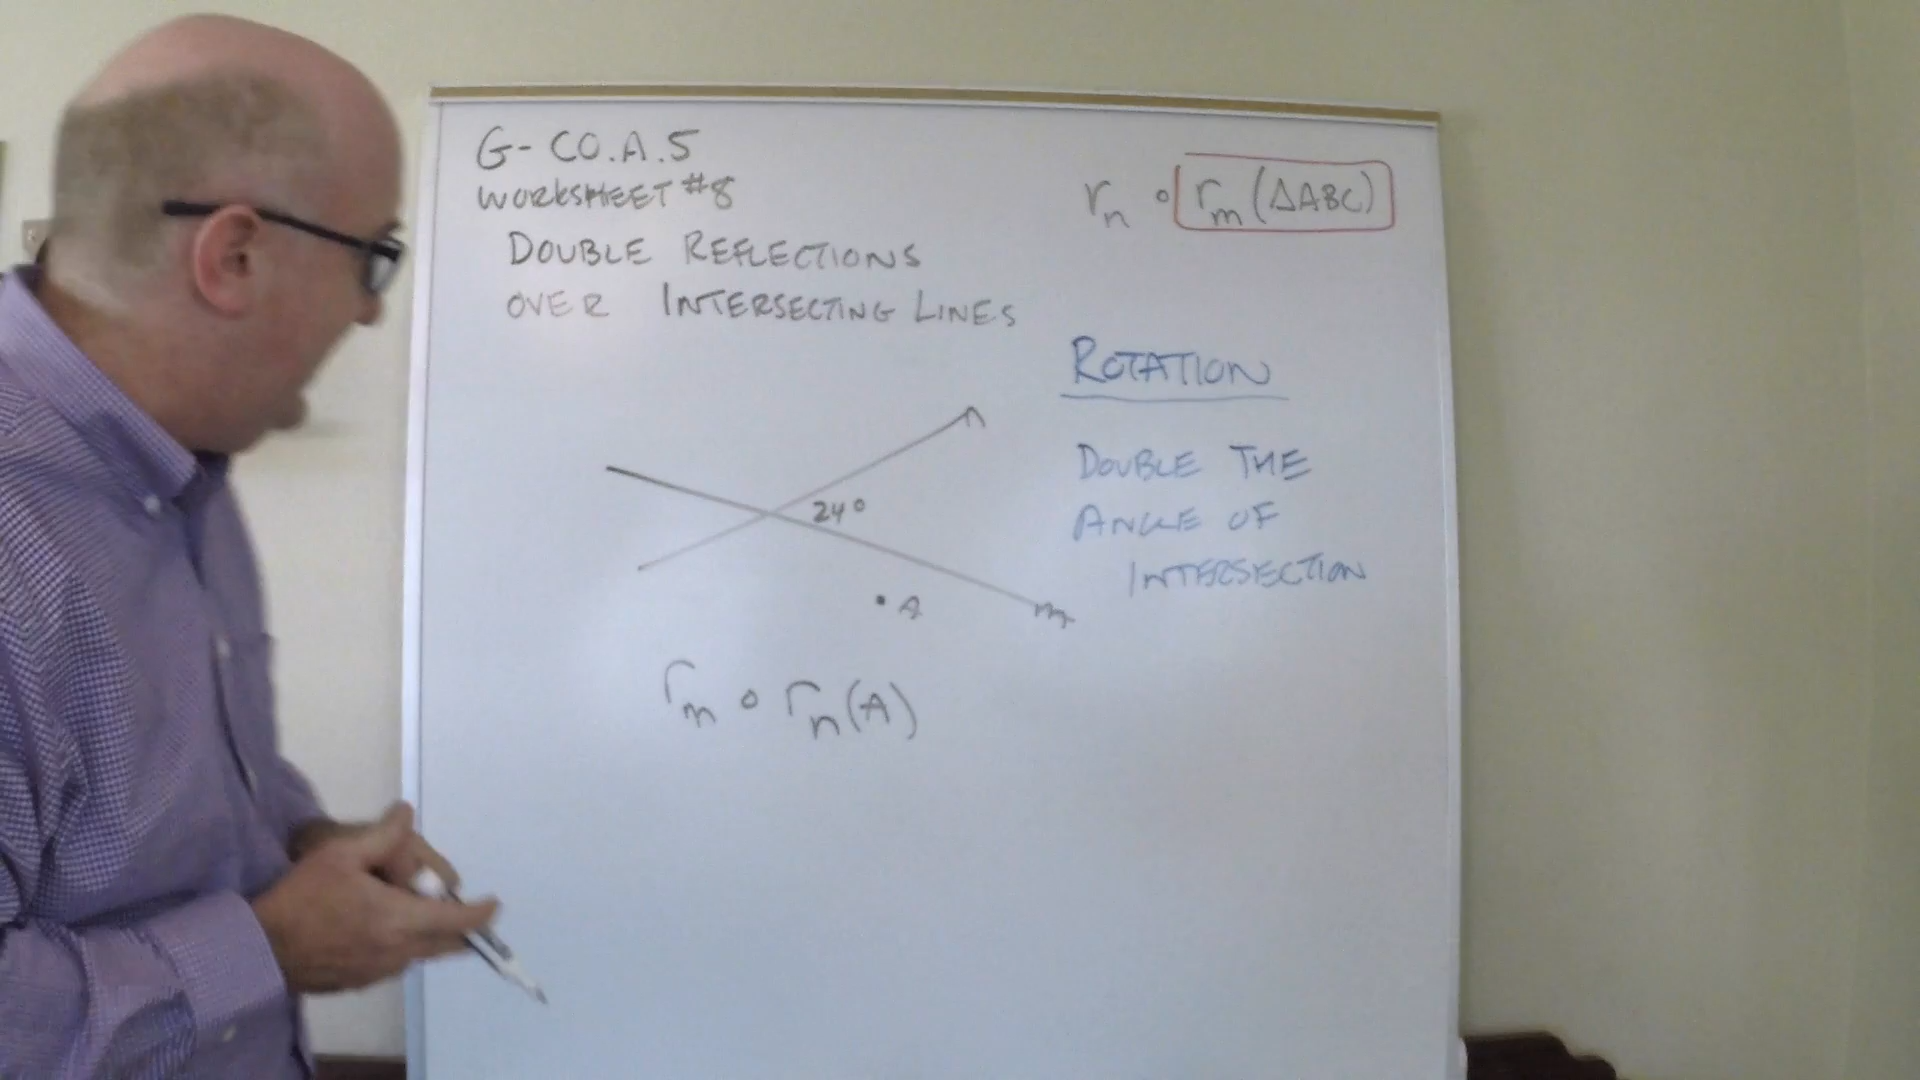 G-CO.A.5
WORKSHEET #8
DOUBLE REFLECTIONS
OVER INTERSECTING LINES
rn ∘ rm(ΔABC)
ROTATION
DOUBLE THE
ANGLE OF
INTERSECTION
n
24°
A
m
rm ∘ rn(A)